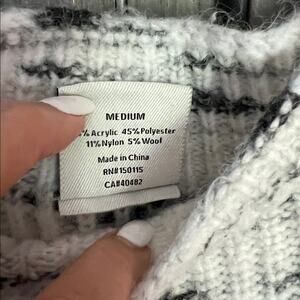 MEDIUM
% Acrylic 45% Polyester
11% Nylon 5% Wool
Made in China
RN#150115
CA#40482